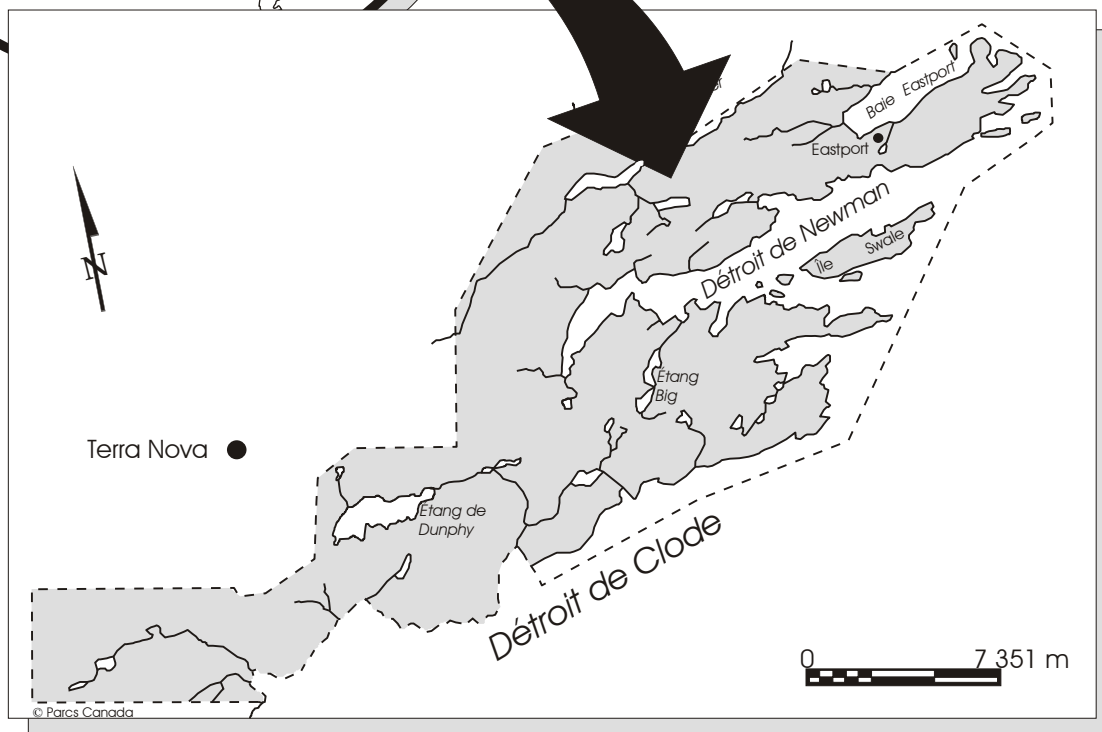 Baie Eastport
Eastport
Détroit de Newman
Île Swale
N
Étang
Big
Terra Nova
Étang de
Dunphy
Détroit de Clode
0 7 351 m
© Parcs Canada